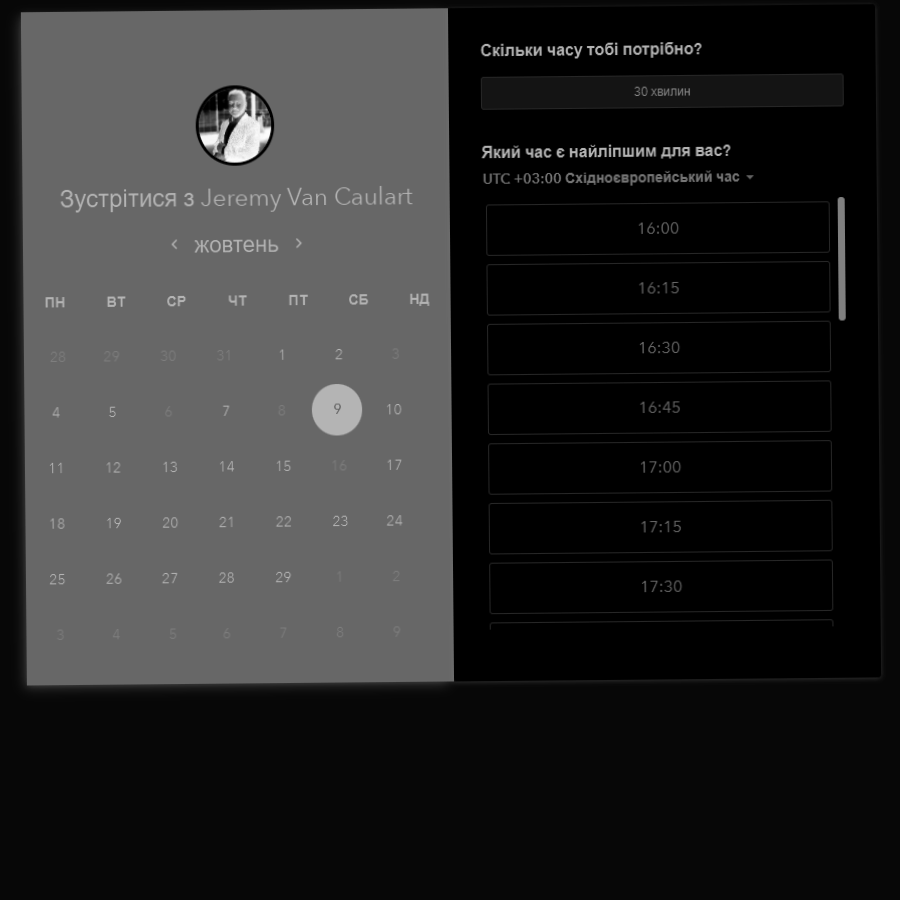 Зустрітися з Jeremy Van Caulart
жовтень
ПН ВТ СР ЧТ ПТ СБ НД
28 29 30 31 1 2 3
4 5 6 7 8 9 10
11 12 13 14 15 16 17
18 19 20 21 22 23 24
25 26 27 28 29 1 2
3 4 5 6 7 8 9
Скільки часу тобі потрібно?
30 хвилин
Який час є найліпшим для вас?
UTC +03:00 Східноєвропейський час
16:00
16:15
16:30
16:45
17:00
17:15
17:30